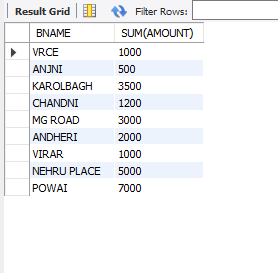 Result Grid Filter Rows:
BNAME SUM(AMOUNT)
VRCE 1000
ANJNI 500
KAROLBAGH 3500
CHANDNI 1200
MG ROAD 3000
ANDHERI 2000
VIRAR 1000
NEHRU PLACE 5000
POWAI 7000